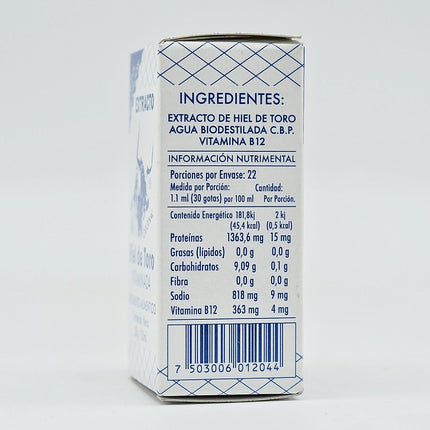 EXTRACTO
de Toro
INGREDIENTES:
EXTRACTO DE HIEL DE TORO
AGUA BIODESTILADA C.B.P.
VITAMINA B12
INFORMACIÓN NUTRIMENTAL
Porciones por Envase: 22
Medida por Porción: Cantidad:
1.1 ml (30 gotas) por 100 ml Por Porción.
Contenido Energético 181,8kj 2 kj
(45,4 kcal) (0,5 kcal)
Proteínas 1363,6 mg 15 mg
Grasas (lípidos) 0,0 g 0,0 g
Carbohidratos 9,09 g 0,1 g
Fibra 0,0 g 0,0 g
Sodio 818 mg 9 mg
Vitamina B12 363 mg 4 mg
7 503006 012044